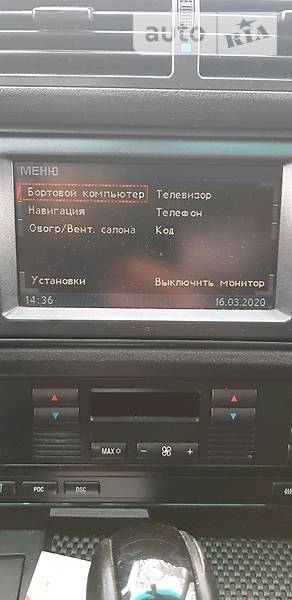 auto RIA
МЕНЮ
Бортовой компьютер Телевизор
Навигация Телефон
Овогр/Вент. салона Код
Установки Выключить монитор
14:36 16.03.2020
MAX
- +
PDC DSC